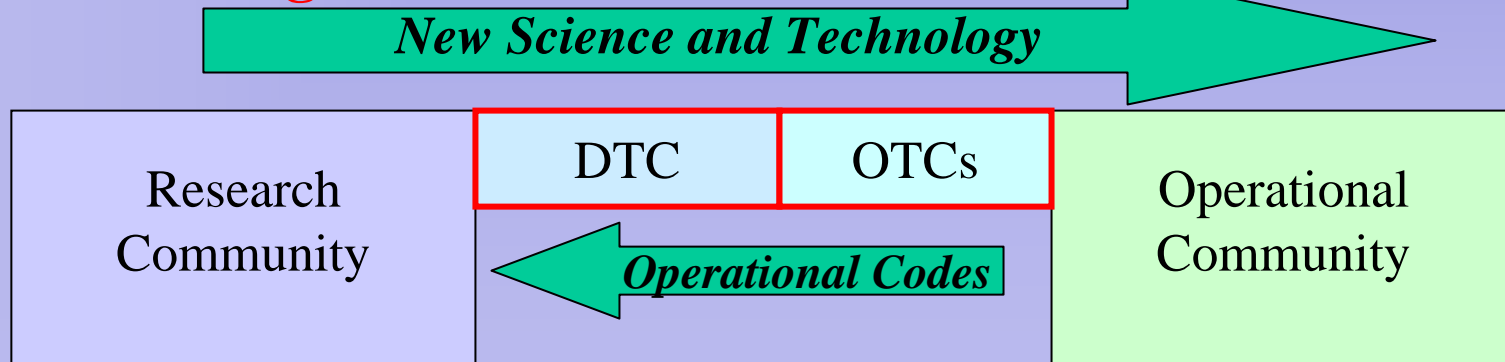 New Science and Technology
Research
Community
DTC
OTCs
Operational
Community
Operational Codes